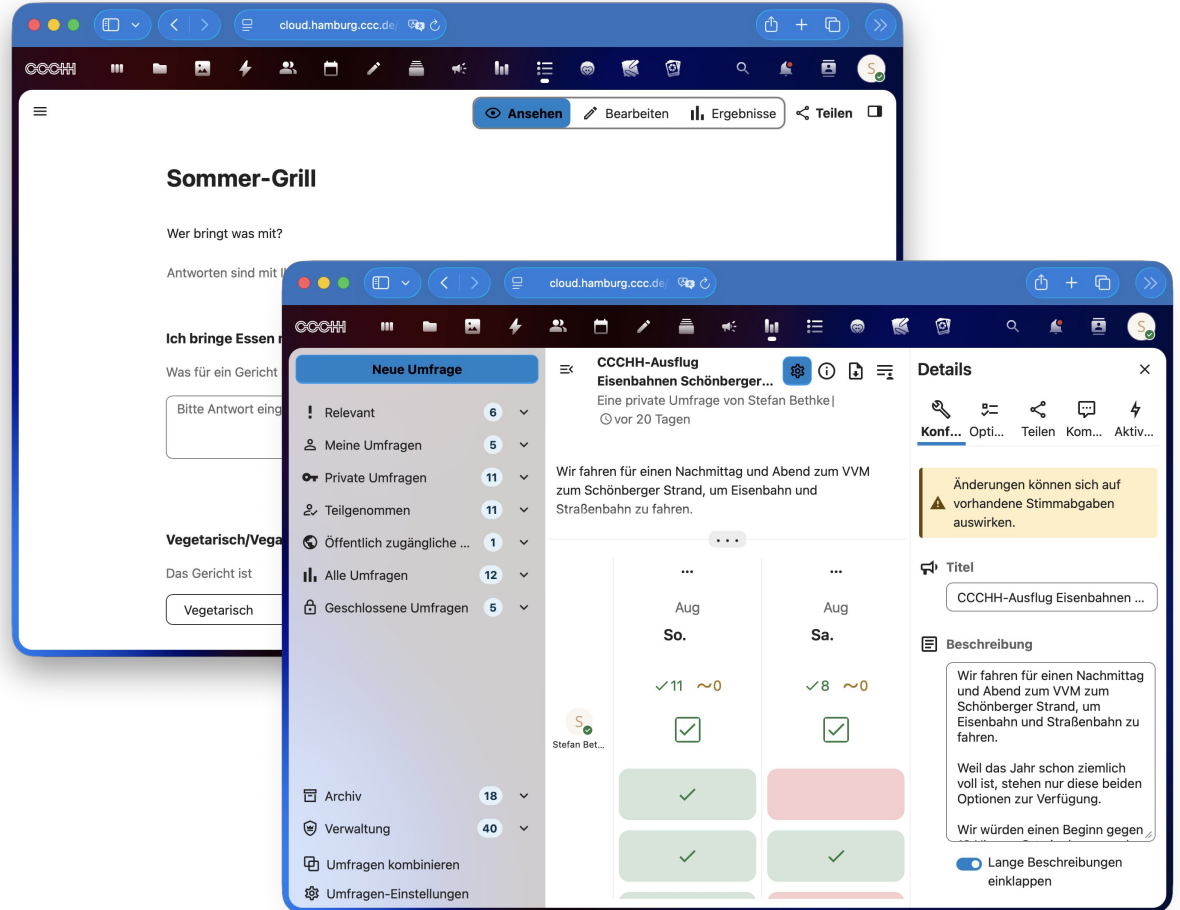 cloud.hamburg.ccc.de/
CCCHH
Ansehen
Bearbeiten
Ergebnisse
Teilen
Sommer-Grill
Wer bringt was mit?
Antworten sind mit
Ich bringe Essen
Was für ein Gericht
Bitte Antwort eing
Vegetarisch/Vega
Das Gericht ist
Vegetarisch
cloud.hamburg.ccc.de/
CCCHH
S
Neue Umfrage
Relevant 6
Meine Umfragen 5
Private Umfragen 11
Teilgenommen 11
Öffentlich zugängliche ... 1
Alle Umfragen 12
Geschlossene Umfragen 5
Archiv 18
Verwaltung 40
Umfragen kombinieren
Umfragen-Einstellungen
CCCHH-Ausflug
Eisenbahnen Schönberger...
Eine private Umfrage von Stefan Bethke|
vor 20 Tagen
Wir fahren für einen Nachmittag und Abend zum VVM
zum Schönberger Strand, um Eisenbahn und
Straßenbahn zu fahren.
...
... ...
Aug Aug
So. Sa.
11 0 8 0
S
Stefan Bet...
Details
Konf... Opti... Teilen Kom... Aktiv...
Änderungen können sich auf
vorhandene Stimmabgaben
auswirken.
Titel
CCCHH-Ausflug Eisenbahnen ...
Beschreibung
Wir fahren für einen Nachmittag
und Abend zum VVM zum
Schönberger Strand, um
Eisenbahn und Straßenbahn zu
fahren.
Weil das Jahr schon ziemlich
voll ist, stehen nur diese beiden
Optionen zur Verfügung.
Wir würden einen Beginn gegen
Lange Beschreibungen
einklappen